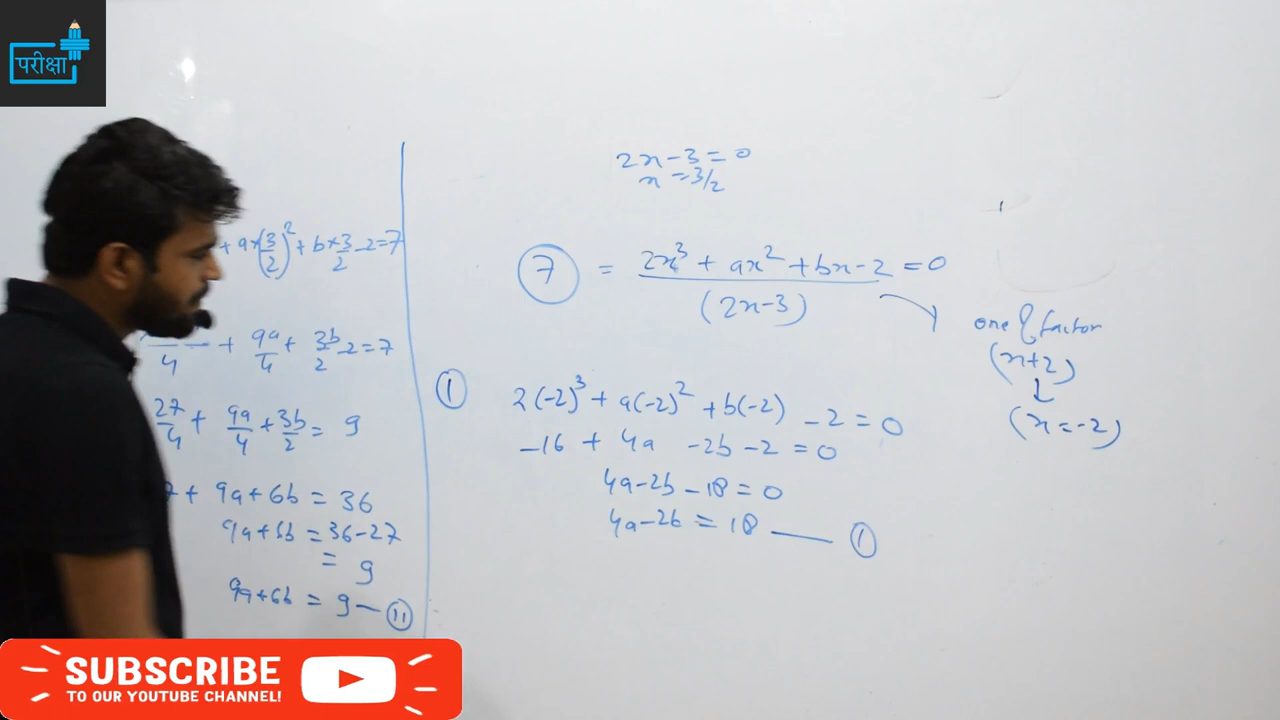 परीक्षा
+ a×(3/2)² + b×3/2 -2=7
4 + 9a/4 + 3b/2 -2=7
27/4 + 9a/4 + 3b/2 = 9
+ 9a+6b = 36
9a+6b = 36-27
= 9
9a+6b = 9 — (11)
2x-3=0
x = 3/2
7 = 2x³ + ax² + bx-2 =0
(2x-3)
one of factor
(x+2)
↓
(x=-2)
(1) 2(-2)³ + a(-2)² + b(-2) - 2 = 0
-16 + 4a -2b -2 = 0
4a-2b-18=0
4a-2b = 18 — (1)
SUBSCRIBE
TO OUR YOUTUBE CHANNEL!